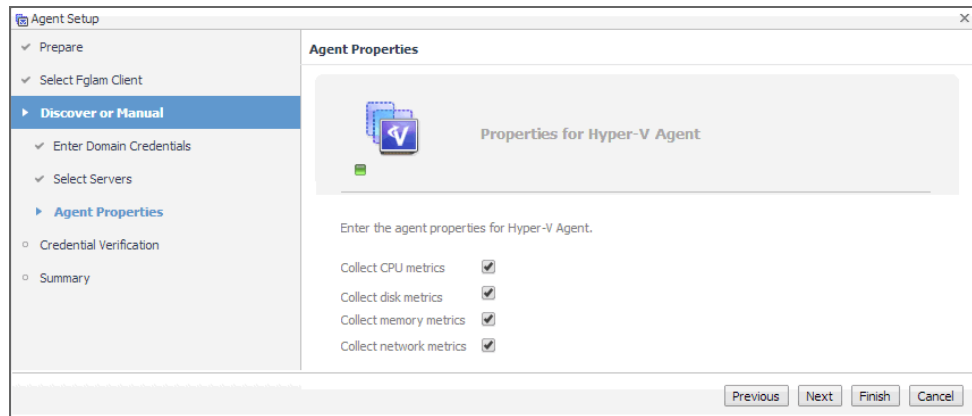 Agent Setup
Prepare
Select Fglam Client
Discover or Manual
Enter Domain Credentials
Select Servers
Agent Properties
Credential Verification
Summary
Agent Properties
Properties for Hyper-V Agent
Enter the agent properties for Hyper-V Agent.
Collect CPU metrics
Collect disk metrics
Collect memory metrics
Collect network metrics
Previous Next Finish Cancel